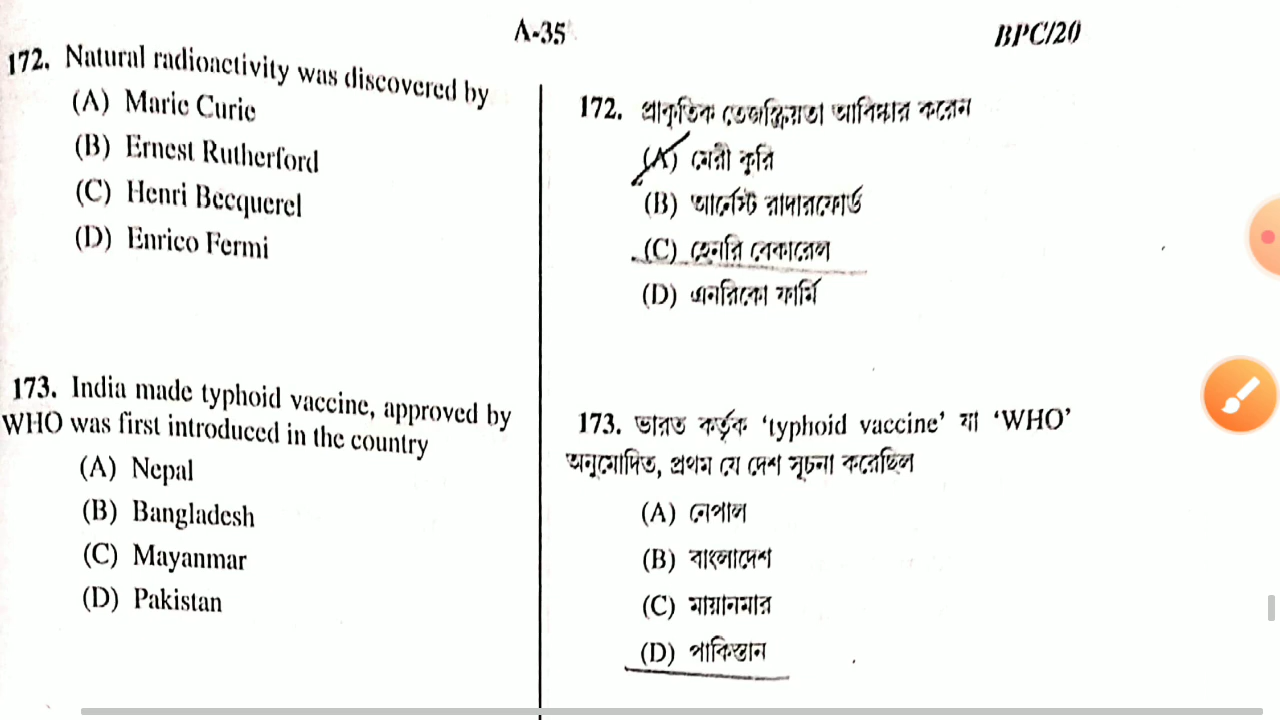 A-35
BPC/20
172. Natural radioactivity was discovered by
(A) Marie Curie
(B) Ernest Rutherford
(C) Henri Becquerel
(D) Enrico Fermi
173. India made typhoid vaccine, approved by
WHO was first introduced in the country
(A) Nepal
(B) Bangladesh
(C) Mayanmar
(D) Pakistan
172. প্রাকৃতিক তেজস্ক্রিয়তা আবিষ্কার করেন
(A) মেরী কুরি
(B) আর্নেস্ট রাদারফোর্ড
(C) হেনরি বেকারেল
(D) এনরিকো ফার্মি
173. ভারত কর্তৃক ‘typhoid vaccine’ যা ‘WHO’
অনুমোদিত, প্রথম যে দেশ সূচনা করেছিল
(A) নেপাল
(B) বাংলাদেশ
(C) মায়ানমার
(D) পাকিস্তান